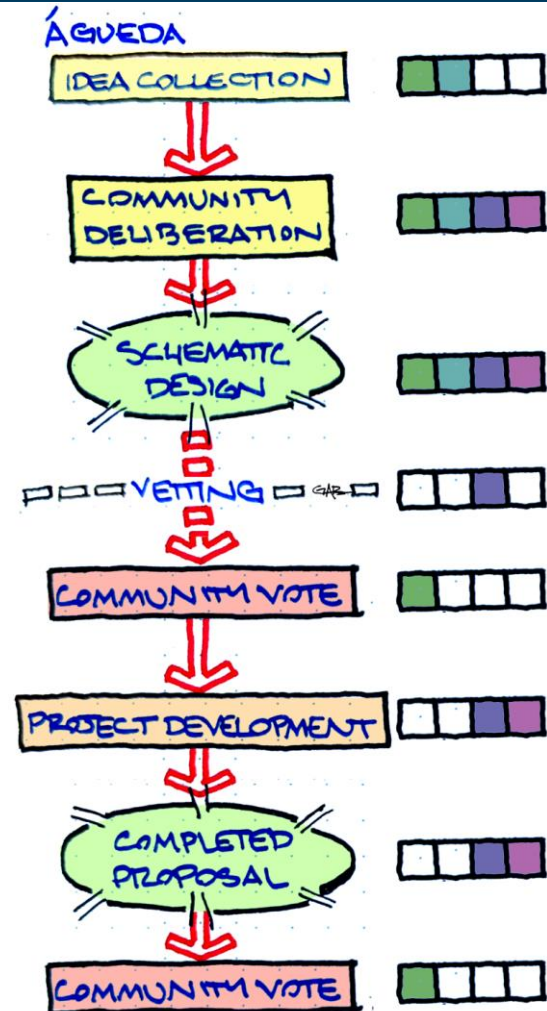 ÁGUEDA
IDEA COLLECTION
COMMUNITY
DELIBERATION
SCHEMATIC
DESIGN
VETTING
COMMUNITY VOTE
PROJECT DEVELOPMENT
COMPLETED
PROPOSAL
COMMUNITY VOTE